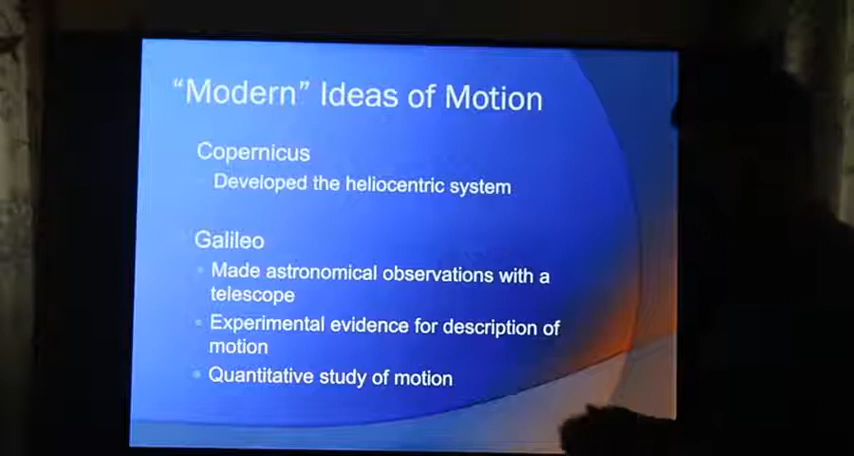 “Modern” Ideas of Motion
Copernicus
Developed the heliocentric system
Galileo
Made astronomical observations with a
telescope
Experimental evidence for description of
motion
Quantitative study of motion